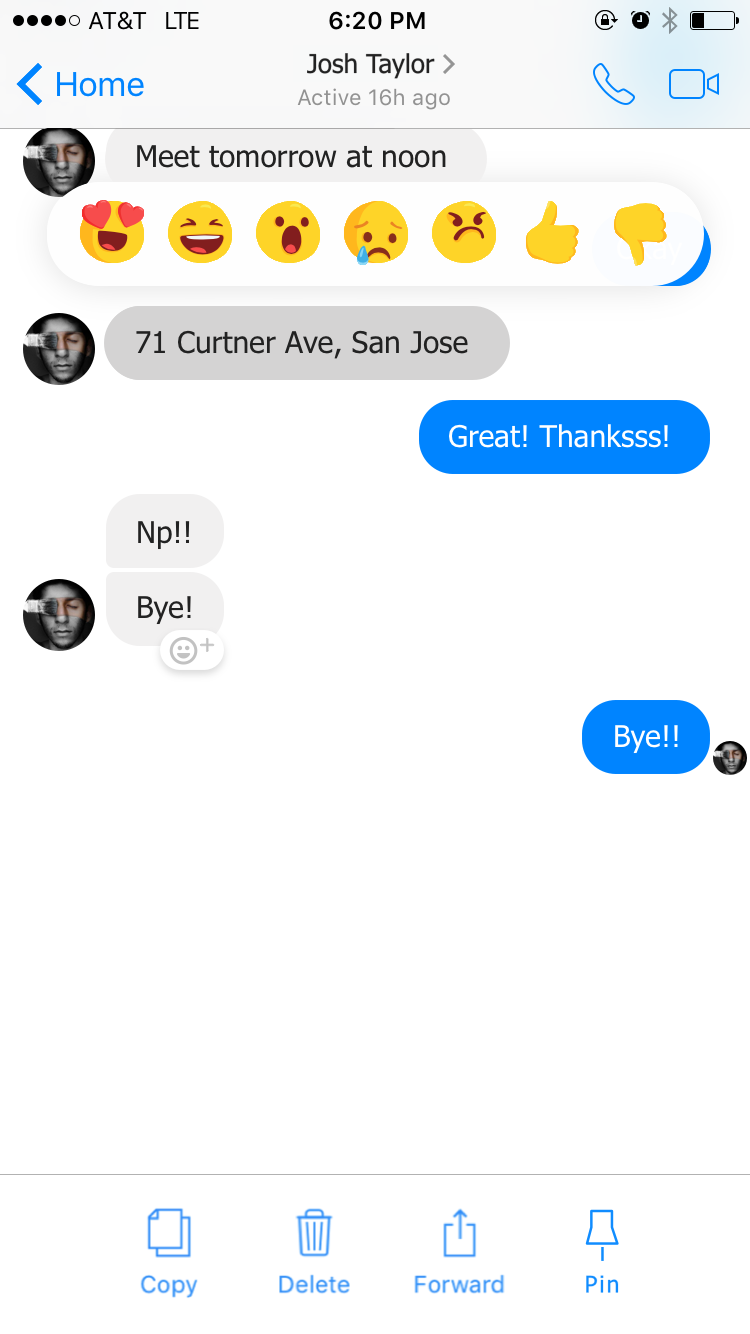 AT&T LTE 6:20 PM
Home
Josh Taylor
Active 16h ago
Meet tomorrow at noon
71 Curtner Ave, San Jose
Great! Thanksss!
Np!!
Bye!
Bye!!
Copy Delete Forward Pin